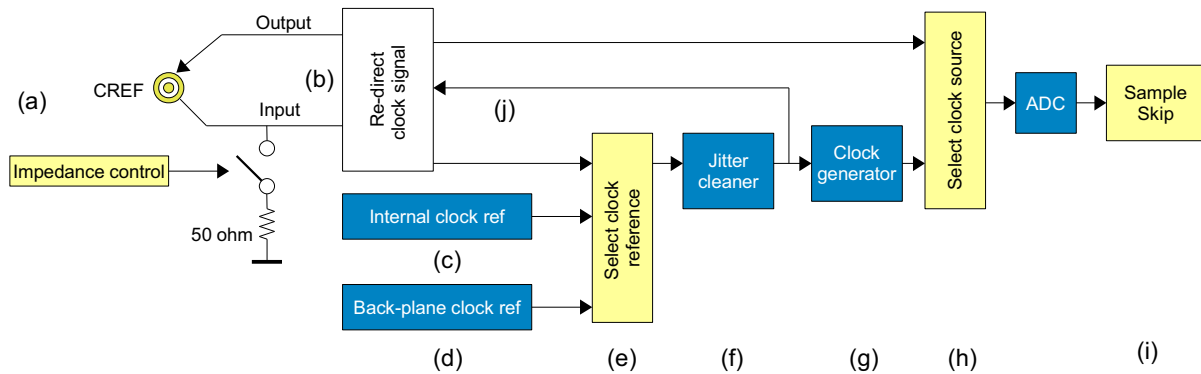 Output
(a)
CREF
(b)
Input
Re-direct
clock signal
(j)
Impedance control
50 ohm
Internal clock ref
(c)
Back-plane clock ref
(d)
Select clock
reference
(e)
Jitter
cleaner
(f)
Clock
generator
(g)
Select clock source
(h)
ADC
Sample
Skip
(i)